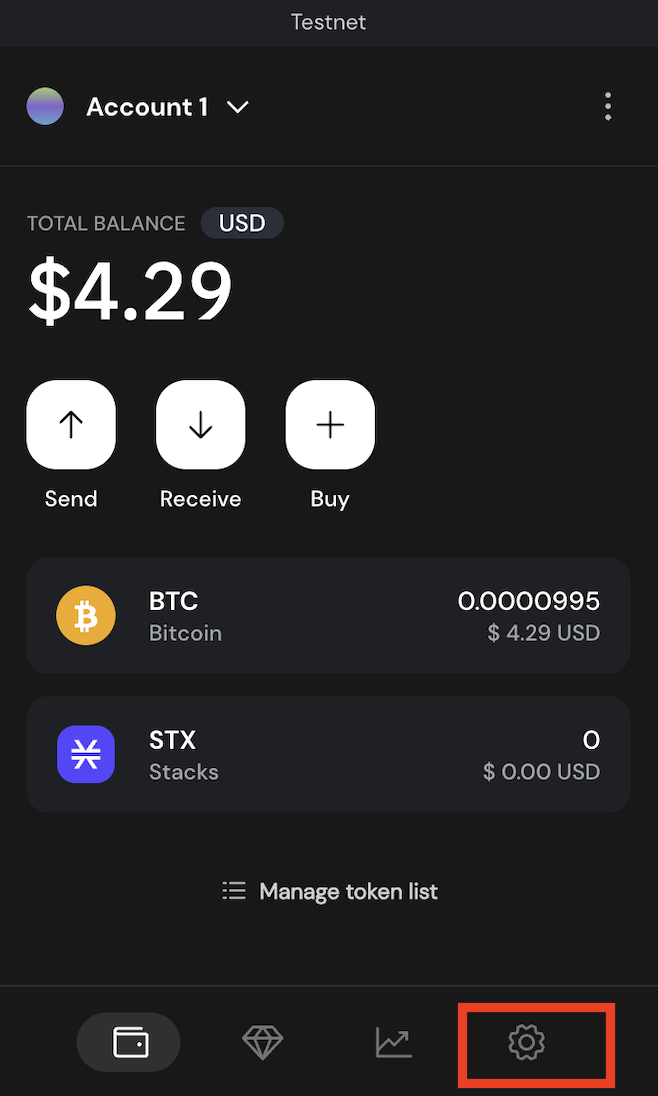 Testnet
Account 1
TOTAL BALANCE USD
$4.29
Send Receive Buy
BTC 0.0000995
Bitcoin $ 4.29 USD
STX 0
Stacks $ 0.00 USD
Manage token list